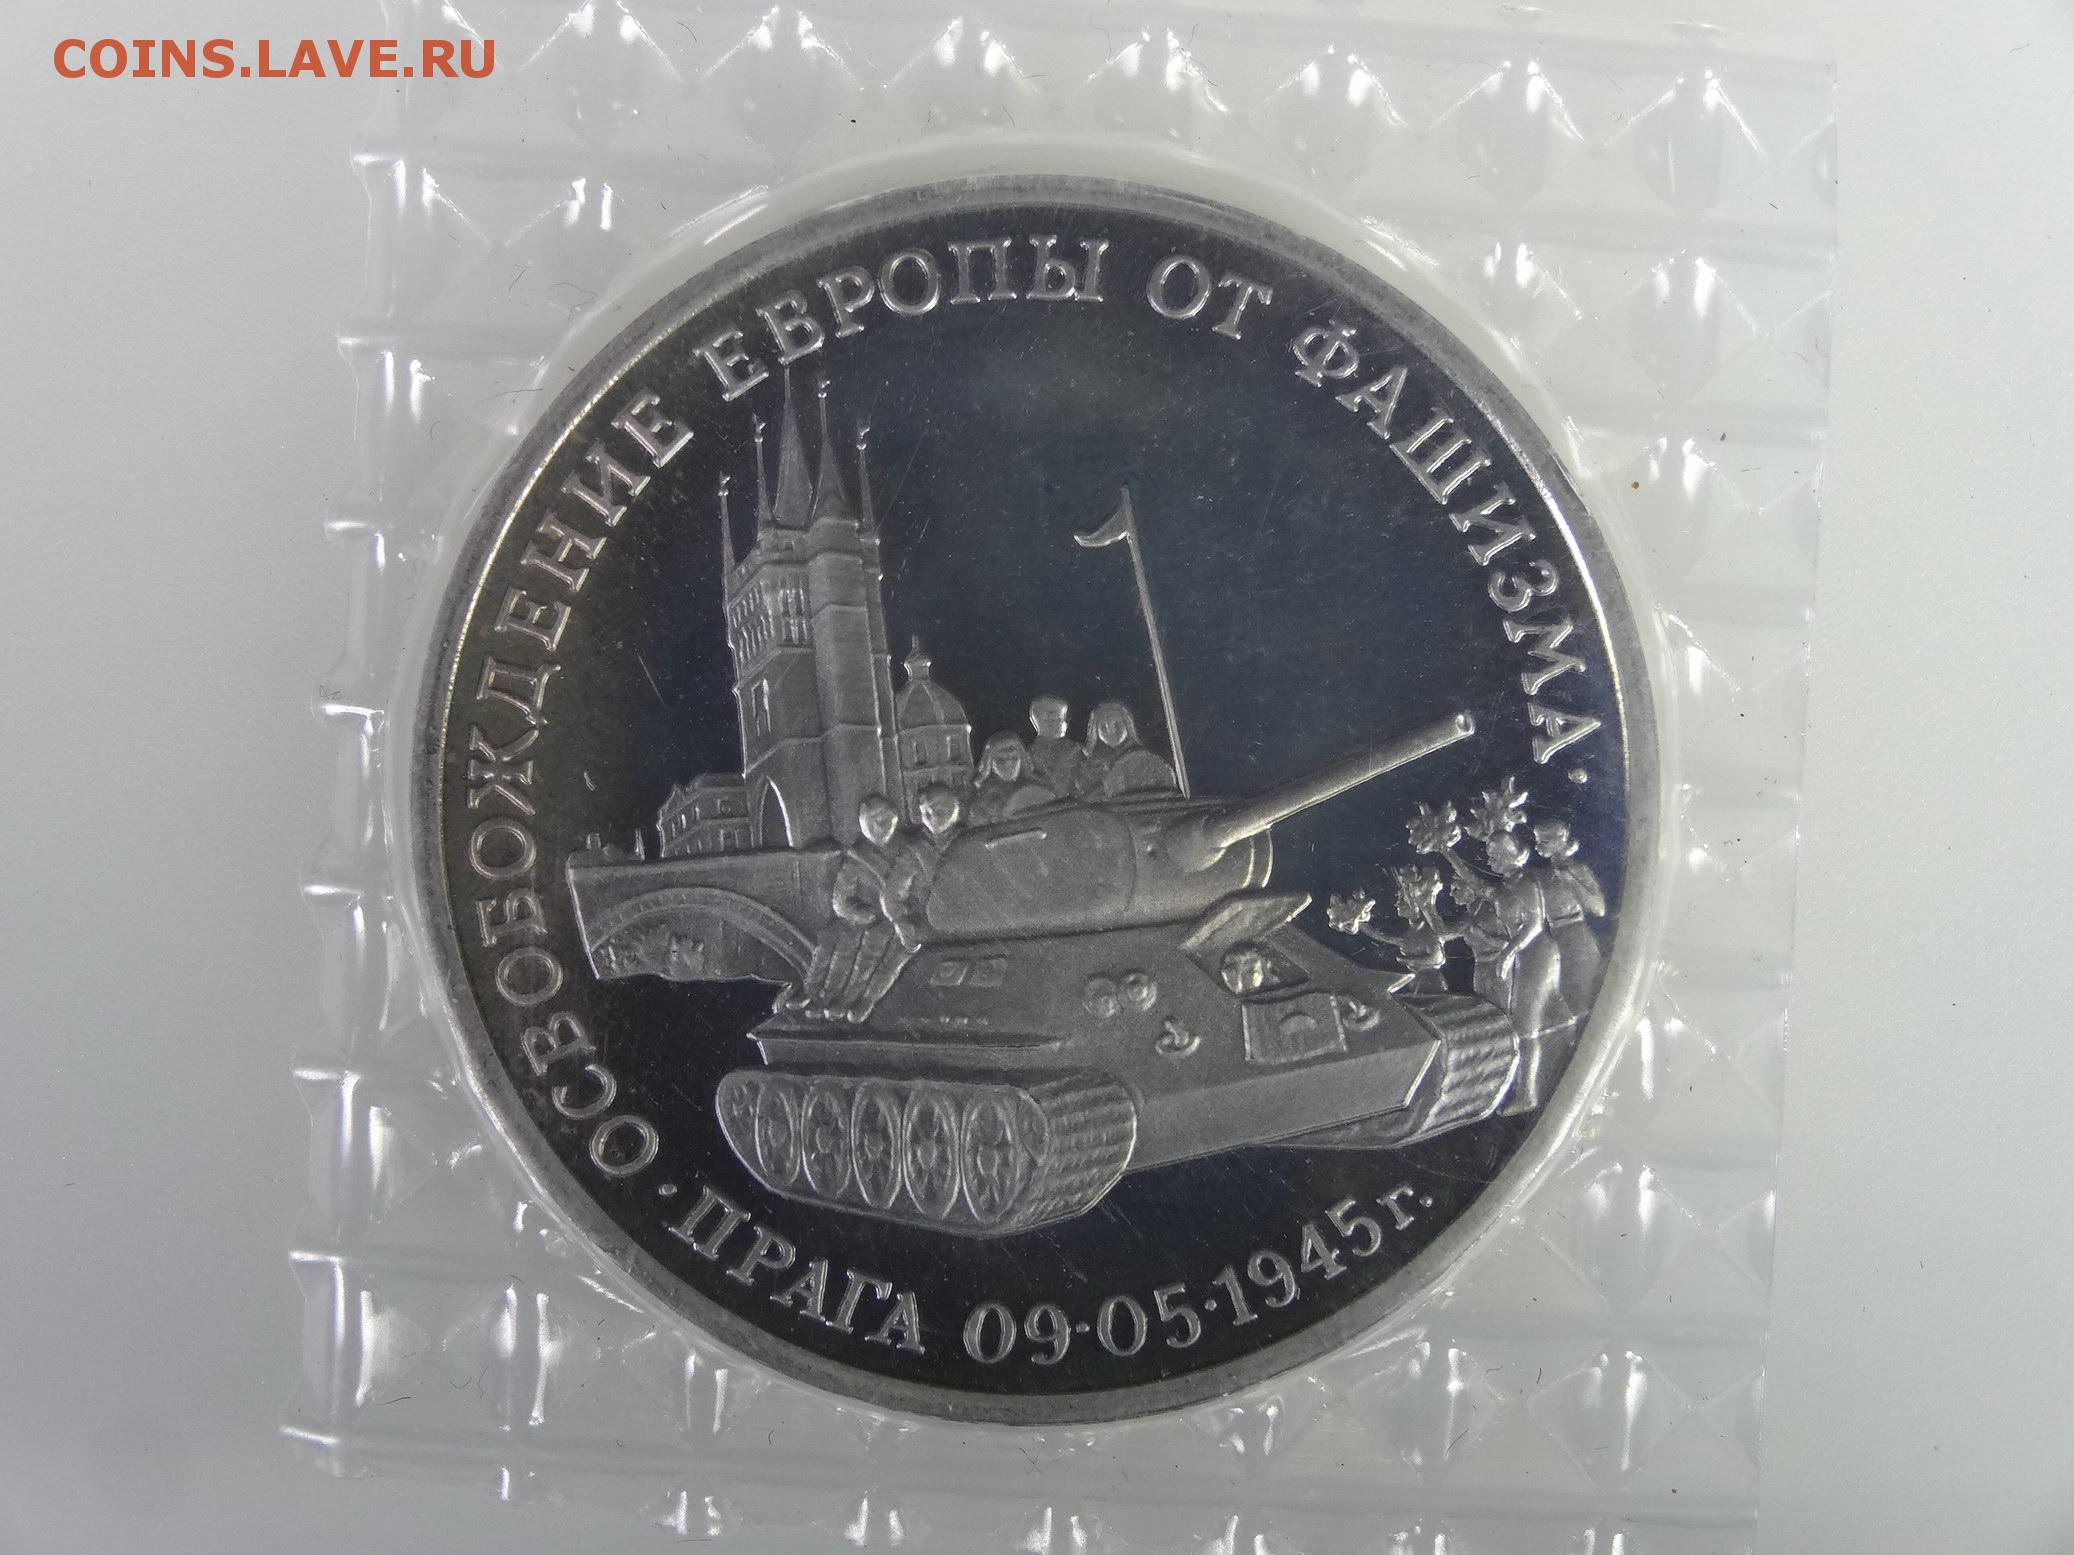 COINS.LAVE.RU
ОСВОБОЖДЕНИЕ ЕВРОПЫ ОТ ФАШИЗМА ·
· ПРАГА 09·05·1945г.